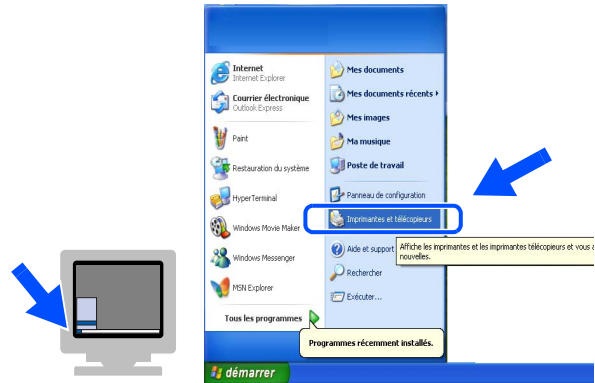 Internet
Internet Explorer
Courrier électronique
Outlook Express
Paint
Restauration du système
HyperTerminal
Windows Movie Maker
Windows Messenger
MSN Explorer
Tous les programmes
Mes documents
Mes documents récents
Mes images
Ma musique
Poste de travail
Panneau de configuration
Imprimantes et télécopieurs
Aide et support
Affiche les imprimantes et les imprimantes télécopieurs et vous a
nouvelles.
Rechercher
Exécuter...
Programmes récemment installés.
démarrer